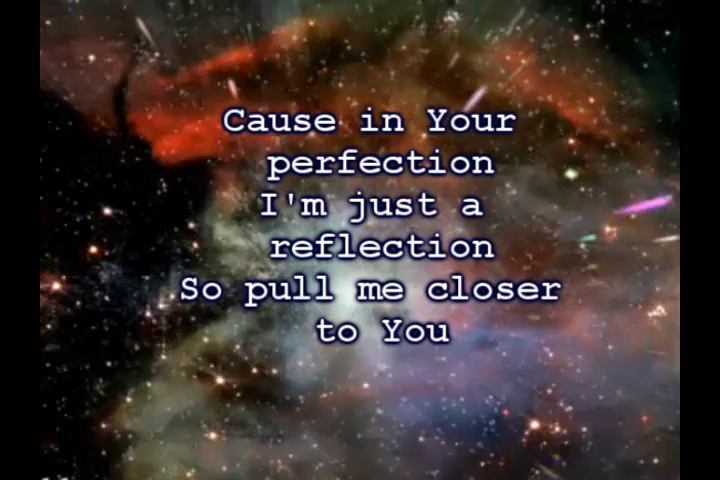 Cause in Your
perfection
I'm just a
reflection
So pull me closer
to You